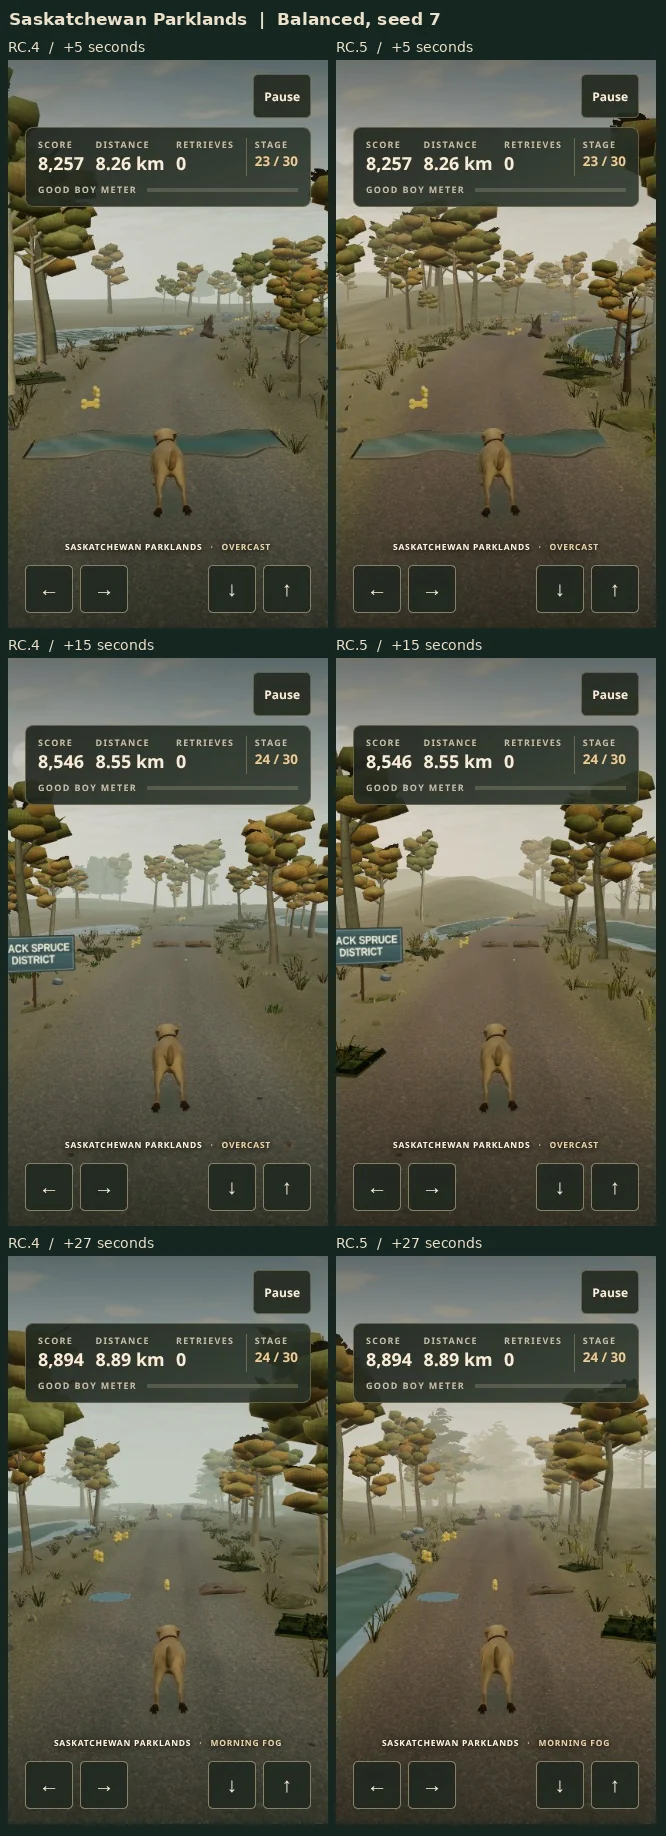 Saskatchewan Parklands | Balanced, seed 7
RC.4 / +5 seconds
RC.5 / +5 seconds
Pause
SCORE DISTANCE RETRIEVES STAGE
8,257 8.26 km 0 23 / 30
GOOD BOY METER
SASKATCHEWAN PARKLANDS · OVERCAST
← → ↓ ↑
Pause
SCORE DISTANCE RETRIEVES STAGE
8,257 8.26 km 0 23 / 30
GOOD BOY METER
SASKATCHEWAN PARKLANDS · OVERCAST
← → ↓ ↑
RC.4 / +15 seconds
RC.5 / +15 seconds
Pause
SCORE DISTANCE RETRIEVES STAGE
8,546 8.55 km 0 24 / 30
GOOD BOY METER
ACK SPRUCE
DISTRICT
SASKATCHEWAN PARKLANDS · OVERCAST
← → ↓ ↑
Pause
SCORE DISTANCE RETRIEVES STAGE
8,546 8.55 km 0 24 / 30
GOOD BOY METER
ACK SPRUCE
DISTRICT
SASKATCHEWAN PARKLANDS · OVERCAST
← → ↓ ↑
RC.4 / +27 seconds
RC.5 / +27 seconds
Pause
SCORE DISTANCE RETRIEVES STAGE
8,894 8.89 km 0 24 / 30
GOOD BOY METER
SASKATCHEWAN PARKLANDS · MORNING FOG
← → ↓ ↑
Pause
SCORE DISTANCE RETRIEVES STAGE
8,894 8.89 km 0 24 / 30
GOOD BOY METER
SASKATCHEWAN PARKLANDS · MORNING FOG
← → ↓ ↑